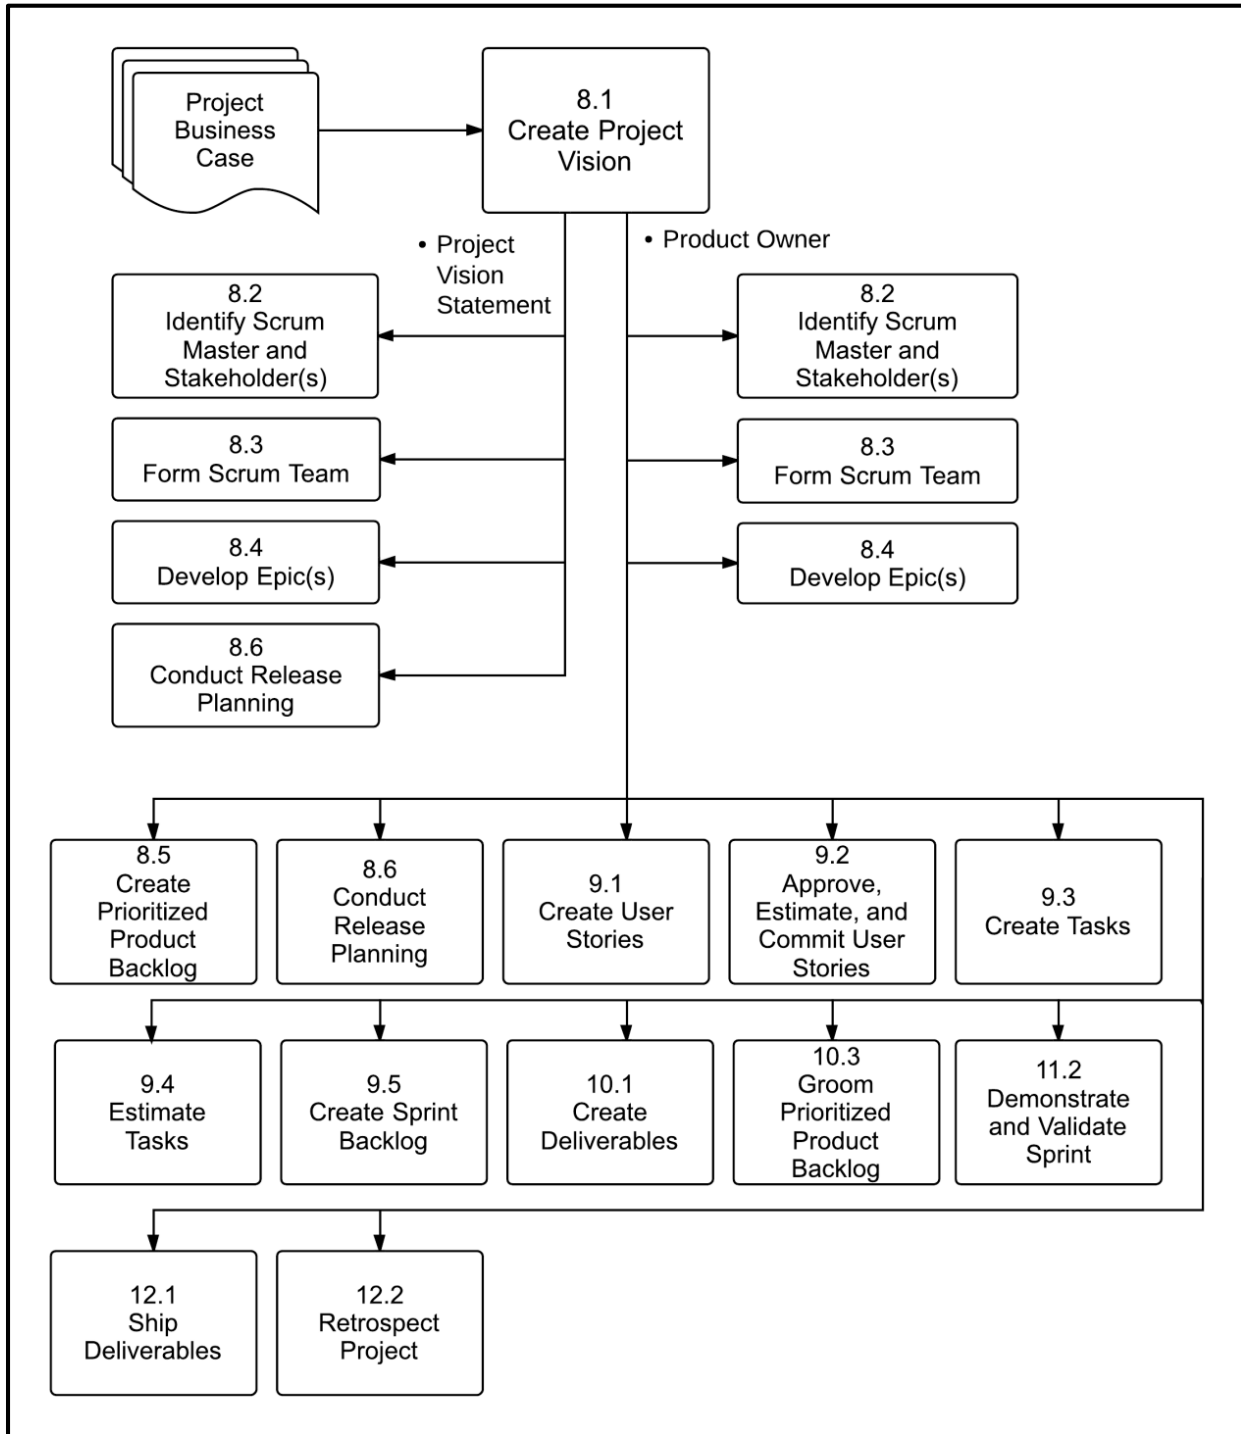 Project
Business
Case
8.1
Create Project
Vision
• Project
Vision
Statement
• Product Owner
8.2
Identify Scrum
Master and
Stakeholder(s)
8.2
Identify Scrum
Master and
Stakeholder(s)
8.3
Form Scrum Team
8.3
Form Scrum Team
8.4
Develop Epic(s)
8.4
Develop Epic(s)
8.6
Conduct Release
Planning
8.5
Create
Prioritized
Product
Backlog
8.6
Conduct
Release
Planning
9.1
Create User
Stories
9.2
Approve,
Estimate, and
Commit User
Stories
9.3
Create Tasks
9.4
Estimate
Tasks
9.5
Create Sprint
Backlog
10.1
Create
Deliverables
10.3
Groom
Prioritized
Product
Backlog
11.2
Demonstrate
and Validate
Sprint
12.1
Ship
Deliverables
12.2
Retrospect
Project